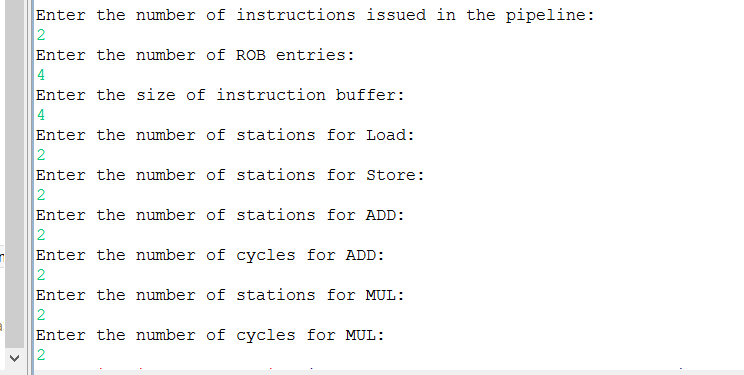 Enter the number of instructions issued in the pipeline:
2
Enter the number of ROB entries:
4
Enter the size of instruction buffer:
4
Enter the number of stations for Load:
2
Enter the number of stations for Store:
2
Enter the number of stations for ADD:
2
Enter the number of cycles for ADD:
2
Enter the number of stations for MUL:
2
Enter the number of cycles for MUL:
2